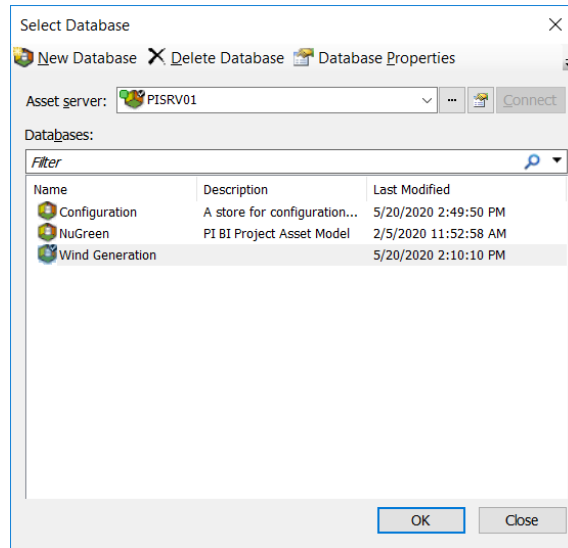 Select Database
New Database Delete Database Database Properties
Asset server: PISRV01 ... Connect
Databases:
Filter
Name Description Last Modified
Configuration A store for configuration... 5/20/2020 2:49:50 PM
NuGreen PI BI Project Asset Model 2/5/2020 11:52:58 AM
Wind Generation 5/20/2020 2:10:10 PM
OK Close